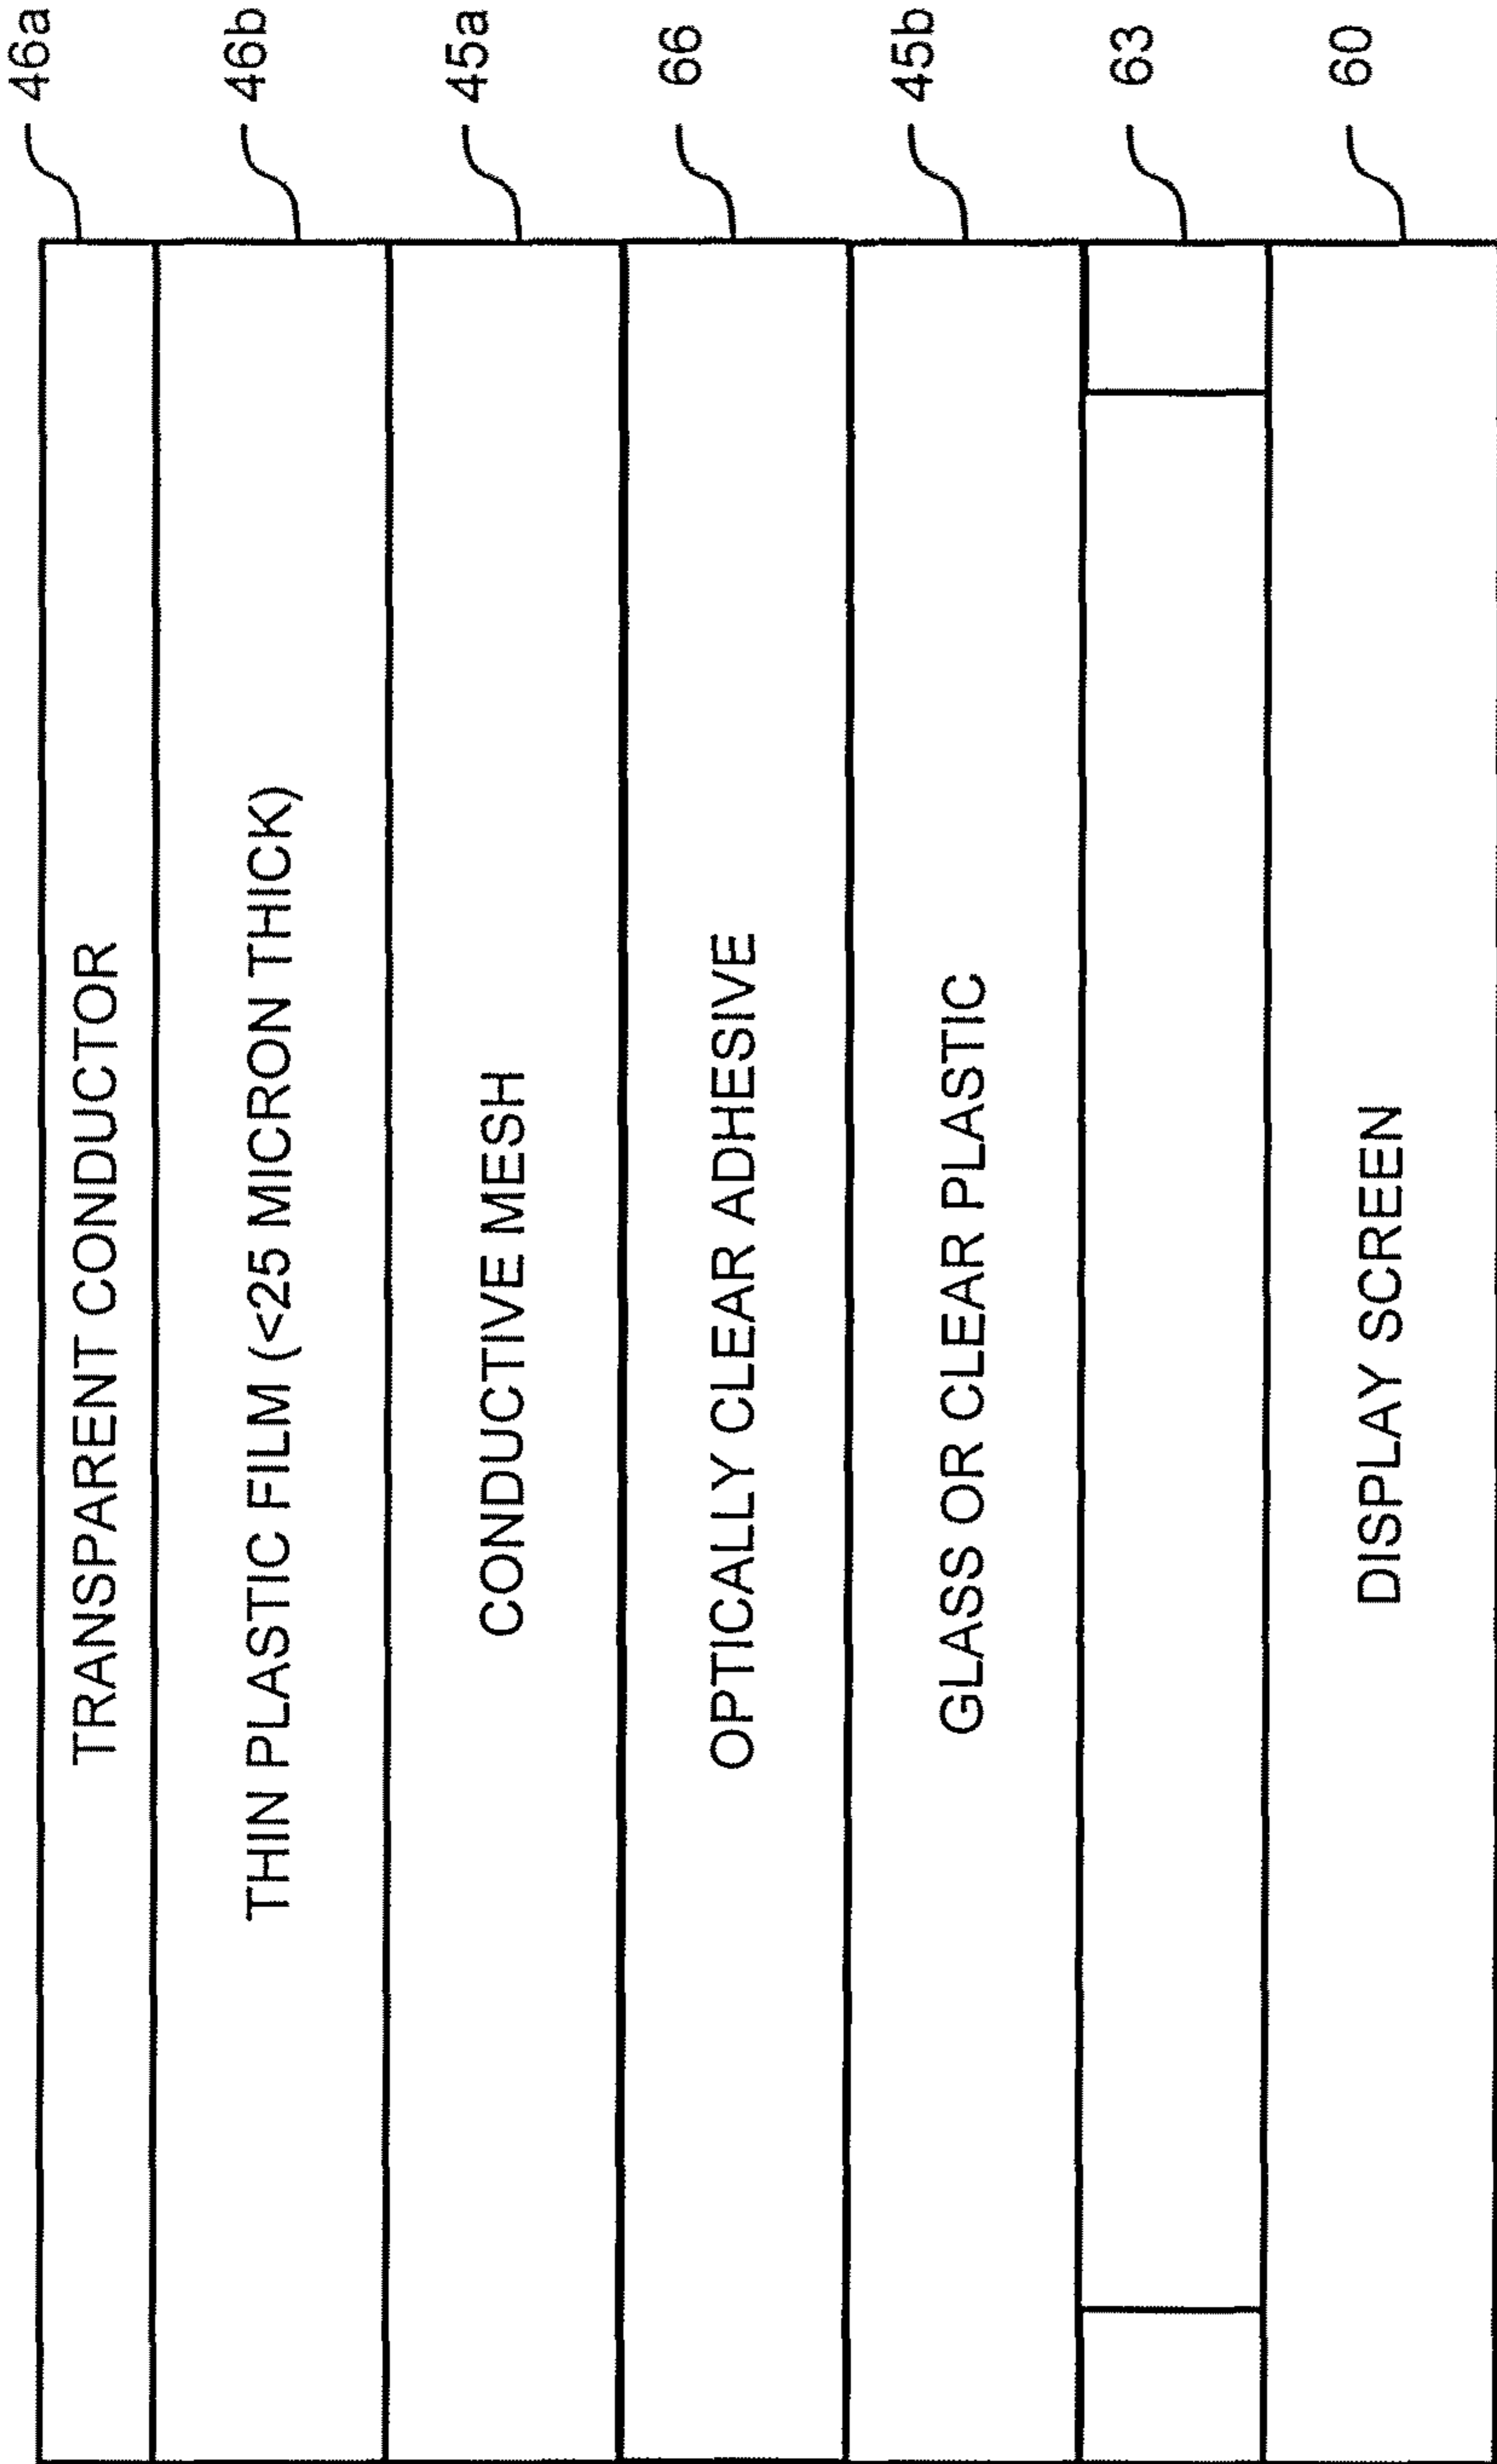 TRANSPARENT CONDUCTOR
46a
THIN PLASTIC FILM (<25 MICRON THICK)
46b
CONDUCTIVE MESH
45a
OPTICALLY CLEAR ADHESIVE
66
GLASS OR CLEAR PLASTIC
45b
63
DISPLAY SCREEN
60